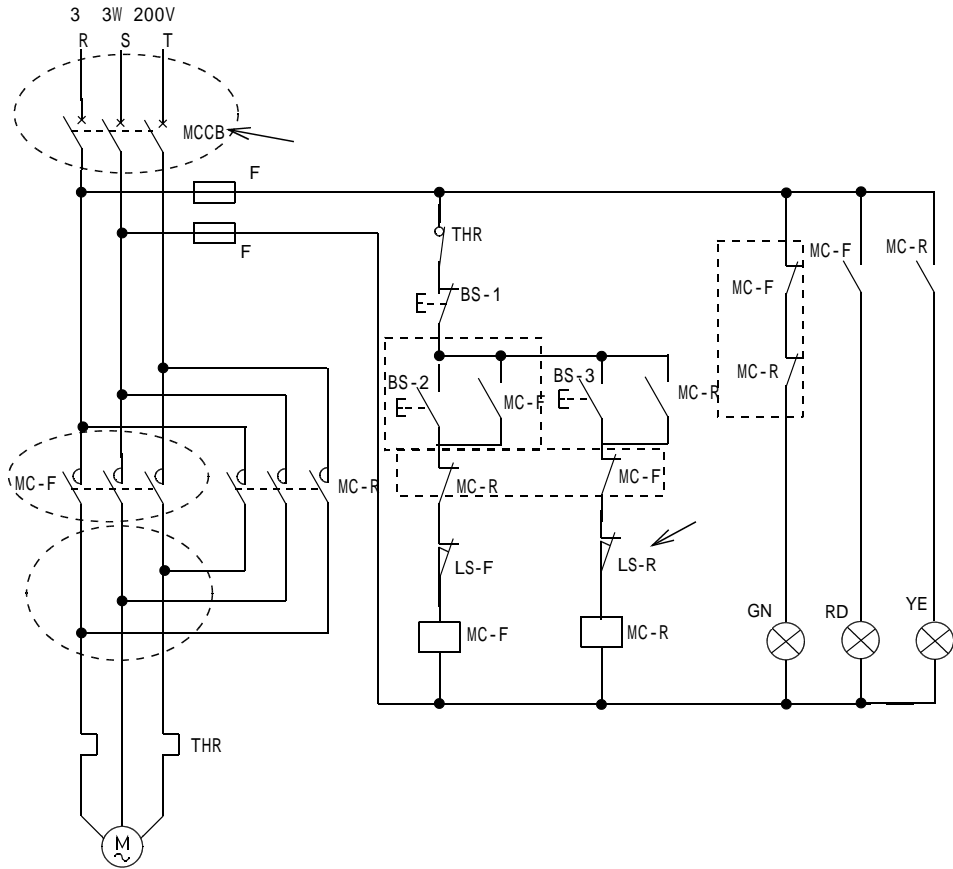 3 3W 200V
R S T
MCCB
F
F
THR
MC-F
MC-R
BS-1
MC-F
MC-R
BS-2
BS-3
MC-F
MC-R
MC-F
MC-R
MC-F
MC-R
LS-F
LS-R
GN
RD
YE
MC-F
MC-R
THR
M